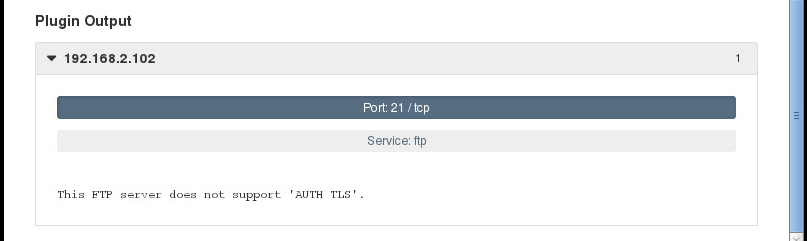 Plugin Output
192.168.2.102 1
Port: 21 / tcp
Service: ftp
This FTP server does not support 'AUTH TLS'.